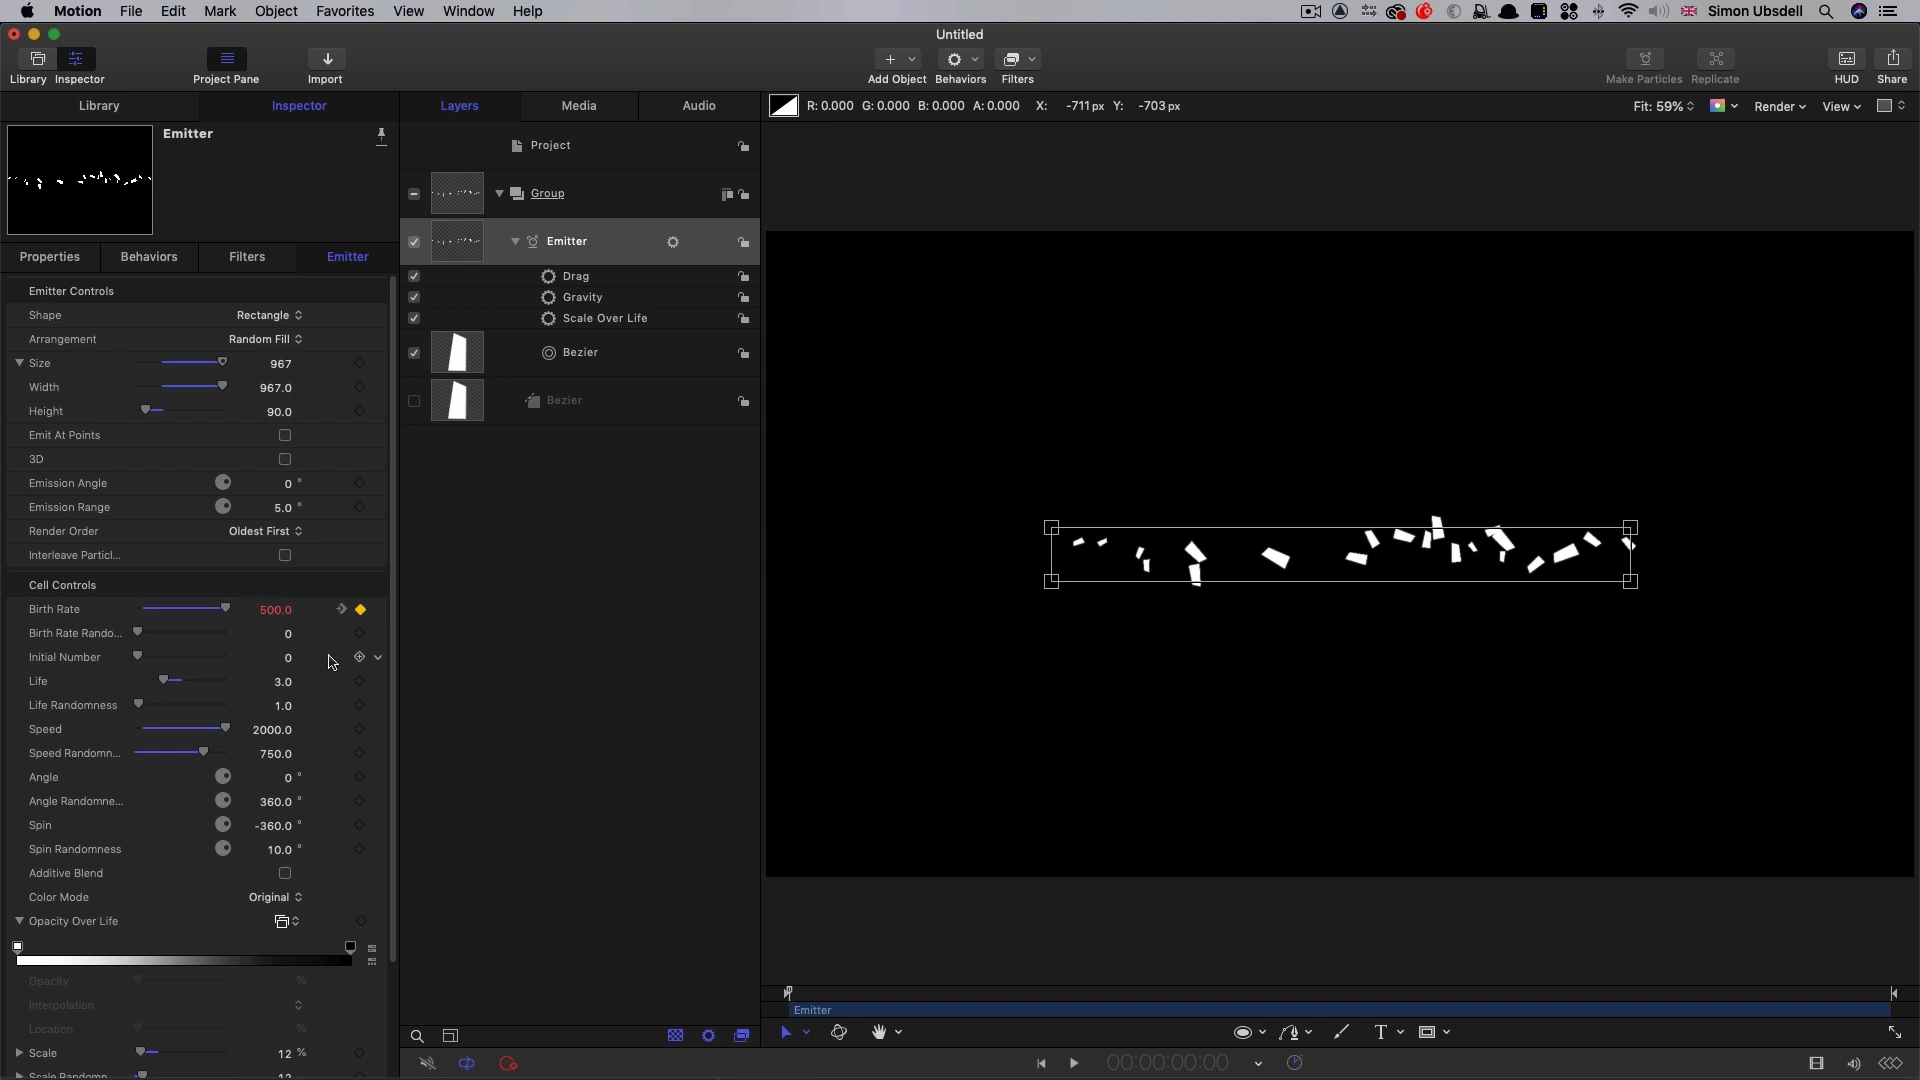 Motion File Edit Mark Object Favorites View Window Help Simon Ubsdell
Untitled
Library Inspector Project Pane Import Add Object Behaviors Filters Make Particles Replicate HUD Share
Library Inspector Layers Media Audio R: 0.000 G: 0.000 B: 0.000 A: 0.000 X: -711 px Y: -703 px Fit: 59% Render View
Emitter
Project
Group
Emitter
Properties Behaviors Filters Emitter
Drag
Gravity
Scale Over Life
Bezier
Bezier
Emitter Controls
Shape Rectangle
Arrangement Random Fill
Size 967
Width 967.0
Height 90.0
Emit At Points
3D
Emission Angle 0 °
Emission Range 5.0 °
Render Order Oldest First
Interleave Particl...
Cell Controls
Birth Rate 500.0
Birth Rate Rando... 0
Initial Number 0
Life 3.0
Life Randomness 1.0
Speed 2000.0
Speed Randomn... 750.0
Angle 0 °
Angle Randomne... 360.0 °
Spin -360.0 °
Spin Randomness 10.0 °
Additive Blend
Color Mode Original
Opacity Over Life
Opacity %
Interpolation
Location %
Scale 12 %
Scale Randomn... 12
Emitter
T
00:00:00:00